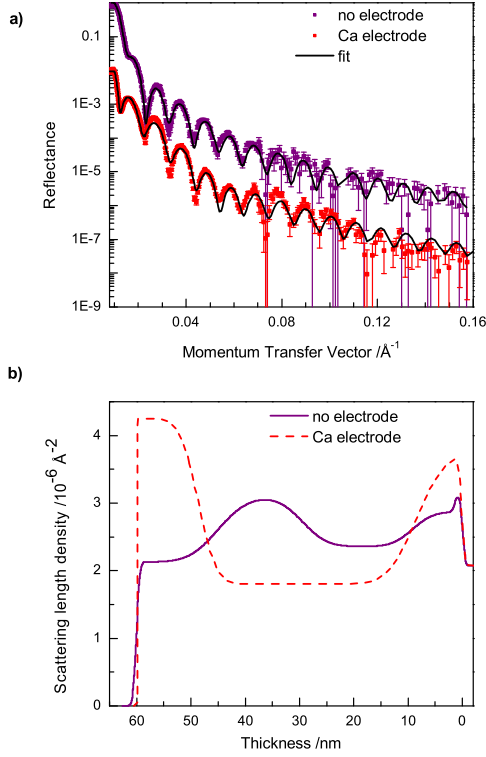 a)
no electrode
Ca electrode
fit
0.1
1E-3
1E-5
1E-7
1E-9
Reflectance
0.04
0.08
0.12
0.16
Momentum Transfer Vector /Å⁻¹
b)
no electrode
Ca electrode
4
3
2
1
0
Scattering length density /10⁻⁶ Å⁻²
60
50
40
30
20
10
0
Thickness /nm